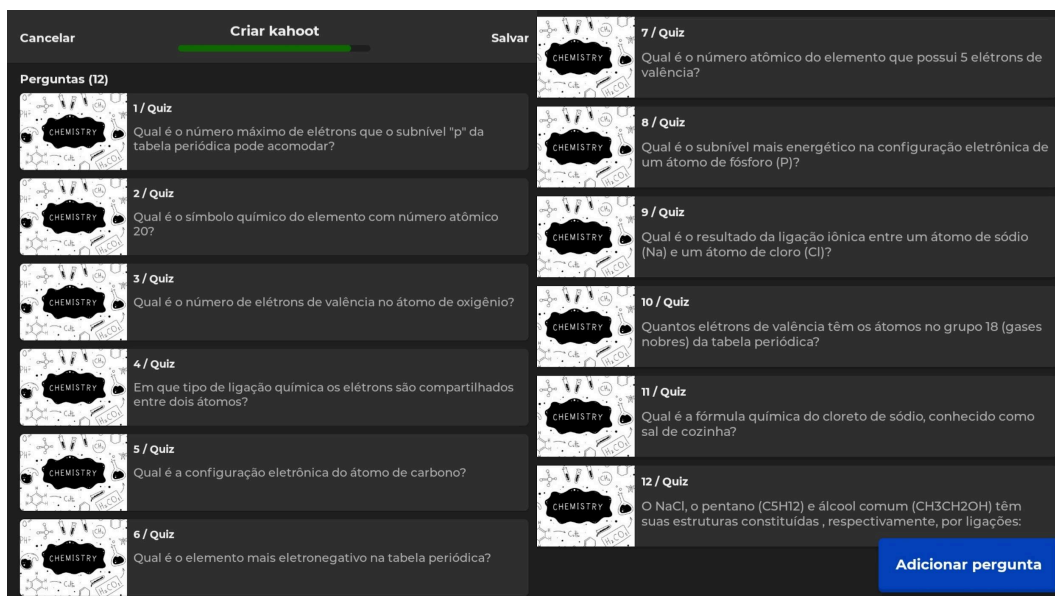 Cancelar
Criar kahoot
Salvar
Perguntas (12)
CHEMISTRY
1 / Quiz
Qual é o número máximo de elétrons que o subnível "p" da
tabela periódica pode acomodar?
CHEMISTRY
2 / Quiz
Qual é o símbolo químico do elemento com número atômico
20?
CHEMISTRY
3 / Quiz
Qual é o número de elétrons de valência no átomo de oxigênio?
CHEMISTRY
4 / Quiz
Em que tipo de ligação química os elétrons são compartilhados
entre dois átomos?
CHEMISTRY
5 / Quiz
Qual é a configuração eletrônica do átomo de carbono?
CHEMISTRY
6 / Quiz
Qual é o elemento mais eletronegativo na tabela periódica?
CHEMISTRY
7 / Quiz
Qual é o número atômico do elemento que possui 5 elétrons de
valência?
CHEMISTRY
8 / Quiz
Qual é o subnível mais energético na configuração eletrônica de
um átomo de fósforo (P)?
CHEMISTRY
9 / Quiz
Qual é o resultado da ligação iônica entre um átomo de sódio
(Na) e um átomo de cloro (Cl)?
CHEMISTRY
10 / Quiz
Quantos elétrons de valência têm os átomos no grupo 18 (gases
nobres) da tabela periódica?
CHEMISTRY
11 / Quiz
Qual é a fórmula química do cloreto de sódio, conhecido como
sal de cozinha?
CHEMISTRY
12 / Quiz
O NaCl, o pentano (C5H12) e álcool comum (CH3CH2OH) têm
suas estruturas constituídas , respectivamente, por ligações:
Adicionar pergunta